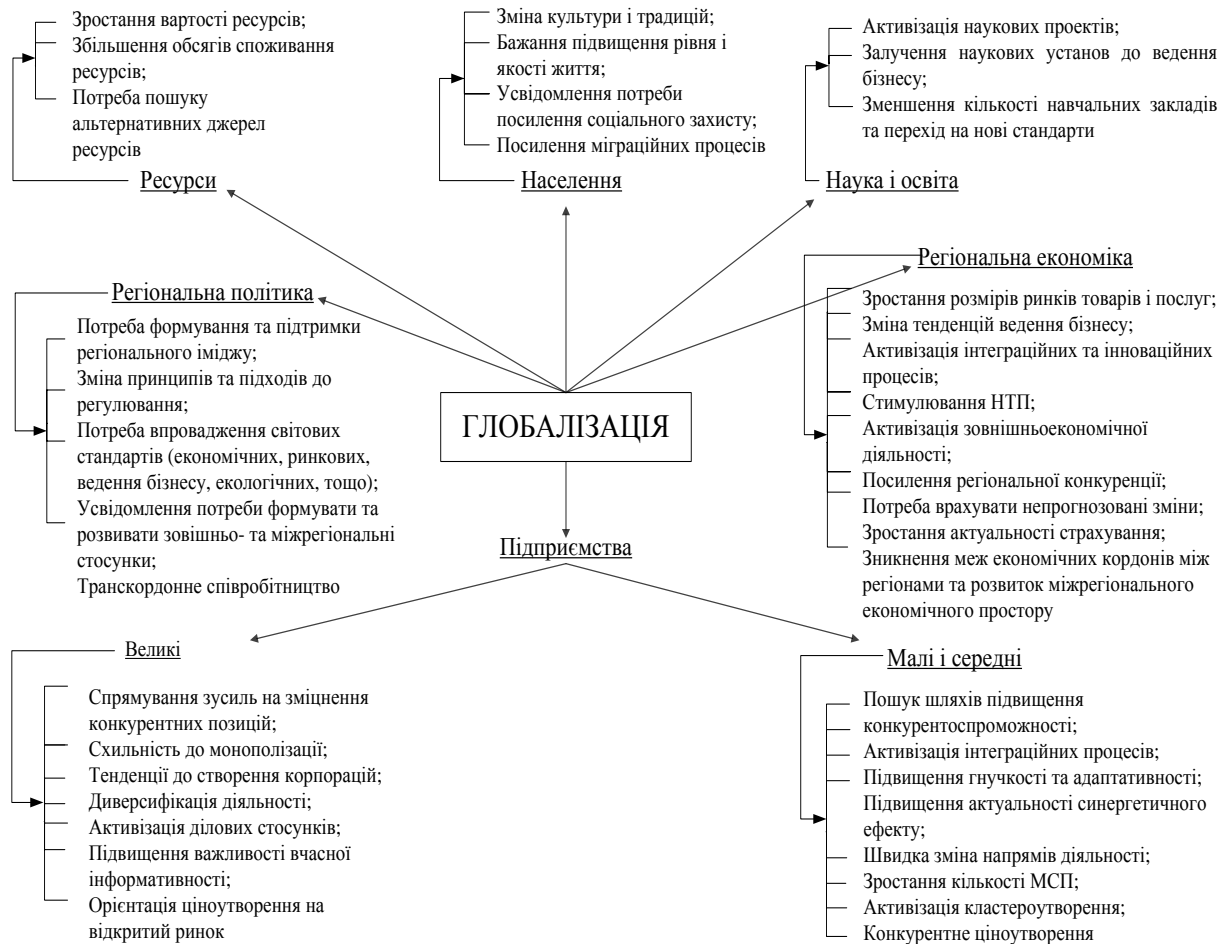 Зростання вартості ресурсів;
Збільшення обсягів споживання
ресурсів;
Потреба пошуку
альтернативних джерел
ресурсів
Ресурси
Зміна культури і традицій;
Бажання підвищення рівня і
якості життя;
Усвідомлення потреби
посилення соціального захисту;
Посилення міграційних процесів
Населення
Активізація наукових проектів;
Залучення наукових установ до ведення
бізнесу;
Зменшення кількості навчальних закладів
та перехід на нові стандарти
Наука і освіта
Регіональна політика
Потреба формування та підтримки
регіонального іміджу;
Зміна принципів та підходів до
регулювання;
Потреба впровадження світових
стандартів (економічних, ринкових,
ведення бізнесу, екологічних, тощо);
Усвідомлення потреби формувати та
розвивати зовішньо- та міжрегіональні
стосунки;
Транскордонне співробітництво
ГЛОБАЛІЗАЦІЯ
Регіональна економіка
Зростання розмірів ринків товарів і послуг;
Зміна тенденцій ведення бізнесу;
Активізація інтеграційних та інноваційних
процесів;
Стимулювання НТП;
Активізація зовнішньоекономічної
діяльності;
Посилення регіональної конкуренції;
Потреба врахувати непрогнозовані зміни;
Зростання актуальності страхування;
Зникнення меж економічних кордонів між
регіонами та розвиток міжрегіонального
економічного простору
Підприємства
Великі
Спрямування зусиль на зміцнення
конкурентних позицій;
Схильність до монополізації;
Тенденції до створення корпорацій;
Диверсифікація діяльності;
Активізація ділових стосунків;
Підвищення важливості вчасної
інформативності;
Орієнтація ціноутворення на
відкритий ринок
Малі і середні
Пошук шляхів підвищення
конкурентоспроможності;
Активізація інтеграційних процесів;
Підвищення гнучкості та адаптативності;
Підвищення актуальності синергетичного
ефекту;
Швидка зміна напрямів діяльності;
Зростання кількості МСП;
Активізація кластероутворення;
Конкурентне ціноутворення